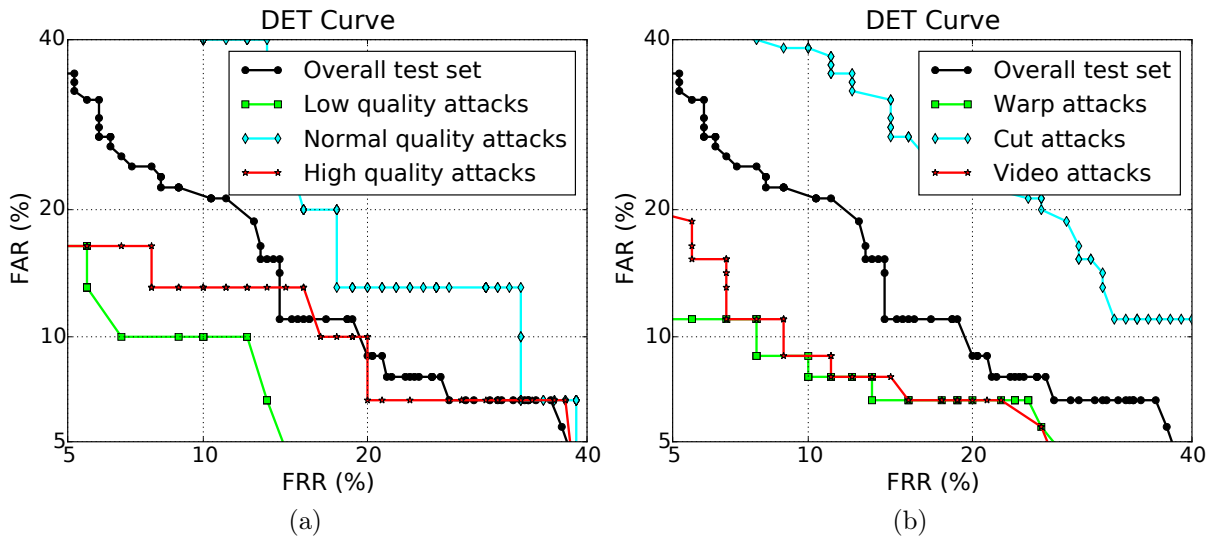 DET Curve
40
20
10
5
FAR (%)
Overall test set
Low quality attacks
Normal quality attacks
High quality attacks
5
10
20
40
FRR (%)
(a)
DET Curve
40
20
10
5
FAR (%)
Overall test set
Warp attacks
Cut attacks
Video attacks
5
10
20
40
FRR (%)
(b)